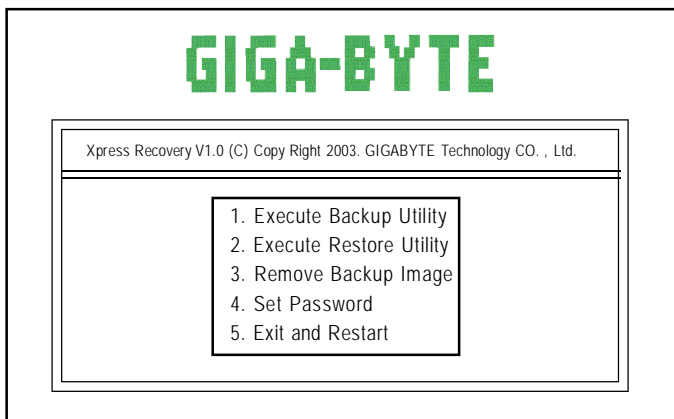 GIGA-BYTE
Xpress Recovery V1.0 (C) Copy Right 2003. GIGABYTE Technology CO. , Ltd.
1. Execute Backup Utility
2. Execute Restore Utility
3. Remove Backup Image
4. Set Password
5. Exit and Restart